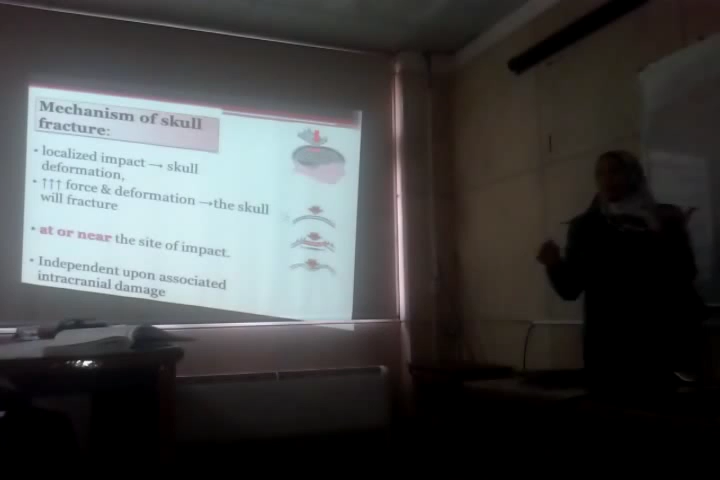 Mechanism of skull
fracture:
• localized impact → skull
deformation,
• ↑↑↑ force & deformation →the skull
will fracture
• at or near the site of impact.
• Independent upon associated
intracranial damage